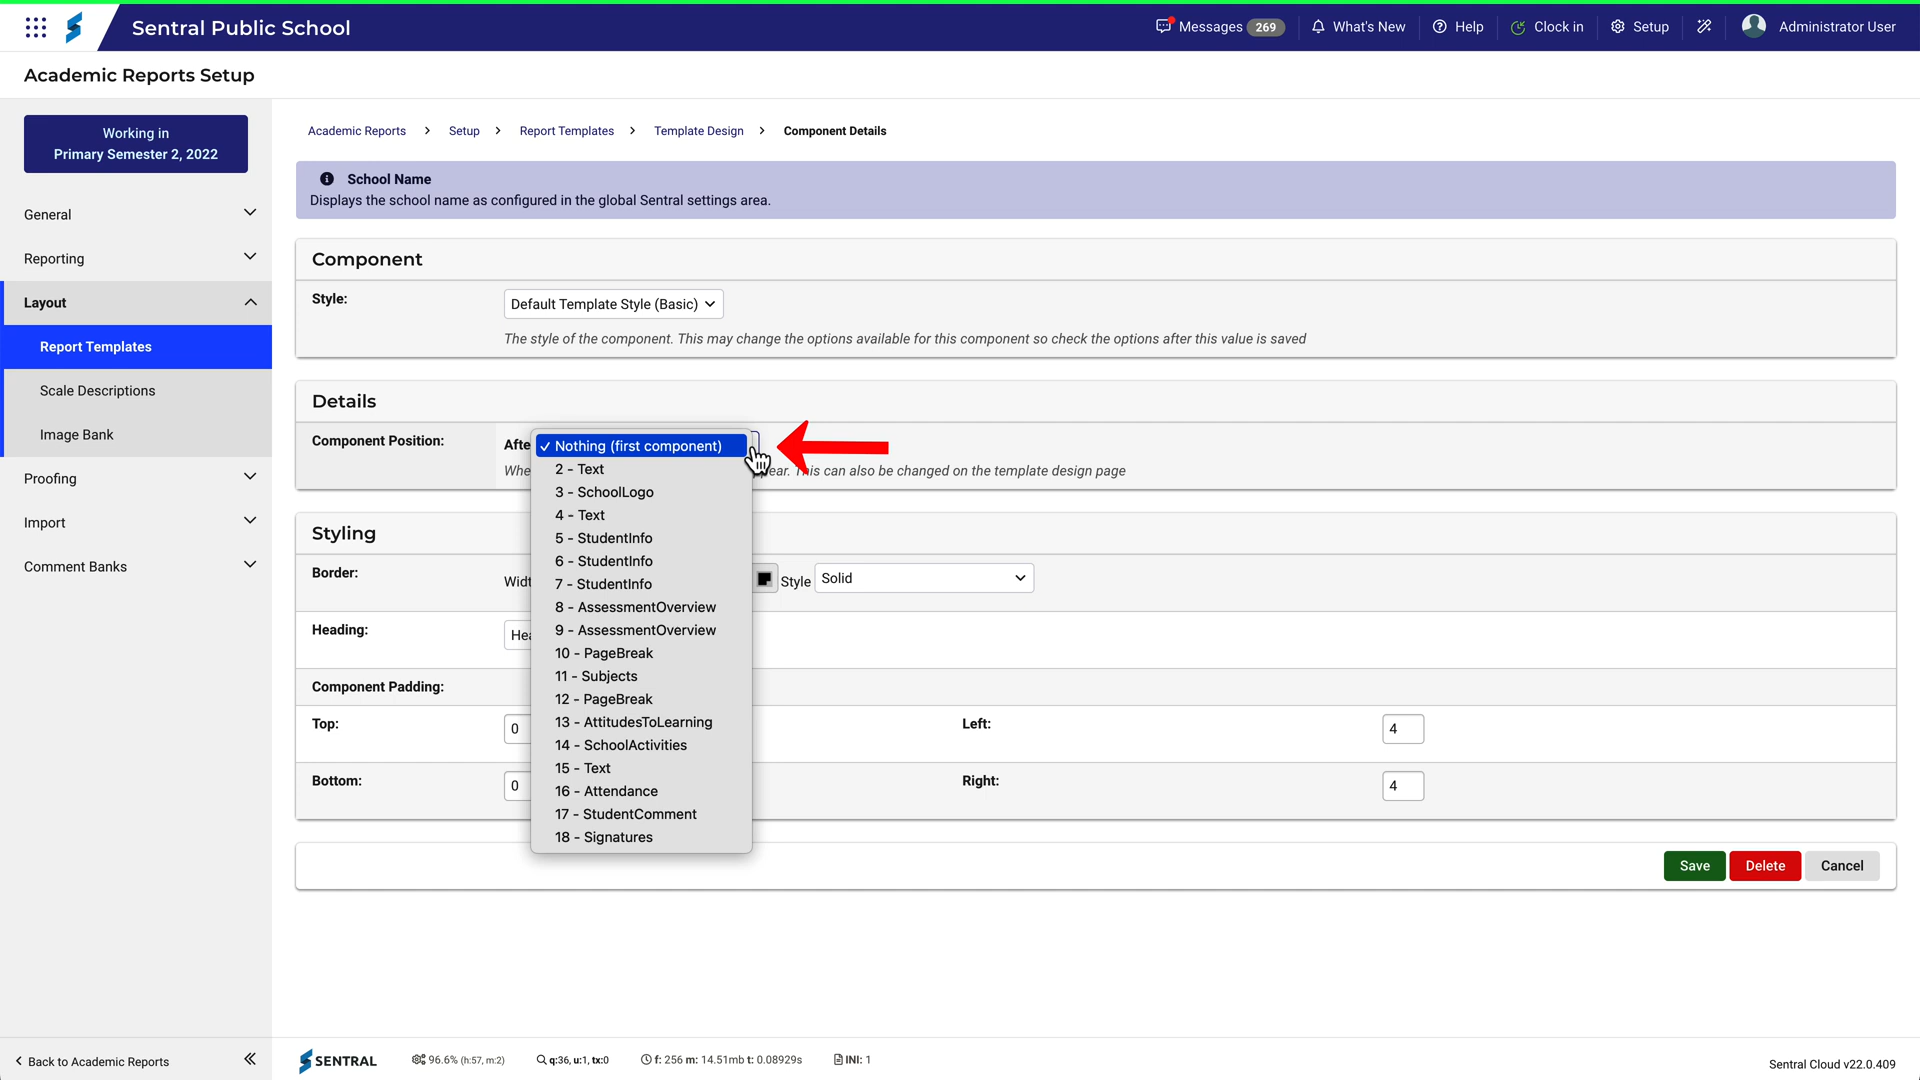 Sentral Public School
Messages 269
What's New
Help
Clock in
Setup
Administrator User
Academic Reports Setup
Working in
Primary Semester 2, 2022
General
Reporting
Layout
Report Templates
Scale Descriptions
Image Bank
Proofing
Import
Comment Banks
Back to Academic Reports
Academic Reports > Setup > Report Templates > Template Design > Component Details
School Name
Displays the school name as configured in the global Sentral settings area.
Component
Style:
Default Template Style (Basic)
The style of the component. This may change the options available for this component so check the options after this value is saved
Details
Component Position:
Afte
✓ Nothing (first component)
2 - Text
3 - SchoolLogo
4 - Text
5 - StudentInfo
6 - StudentInfo
7 - StudentInfo
8 - AssessmentOverview
9 - AssessmentOverview
10 - PageBreak
11 - Subjects
12 - PageBreak
13 - AttitudesToLearning
14 - SchoolActivities
15 - Text
16 - Attendance
17 - StudentComment
18 - Signatures
Whe pear. This can also be changed on the template design page
Styling
Border:
Widt Style Solid
Heading:
Hea
Component Padding:
Top: 0 Left: 4
Bottom: 0 Right: 4
Save Delete Cancel
SENTRAL
96.6% (h:57, m:2)
q:36, u:1, tx:0
f: 256 m: 14.51mb t: 0.08929s
INI: 1
Sentral Cloud v22.0.409